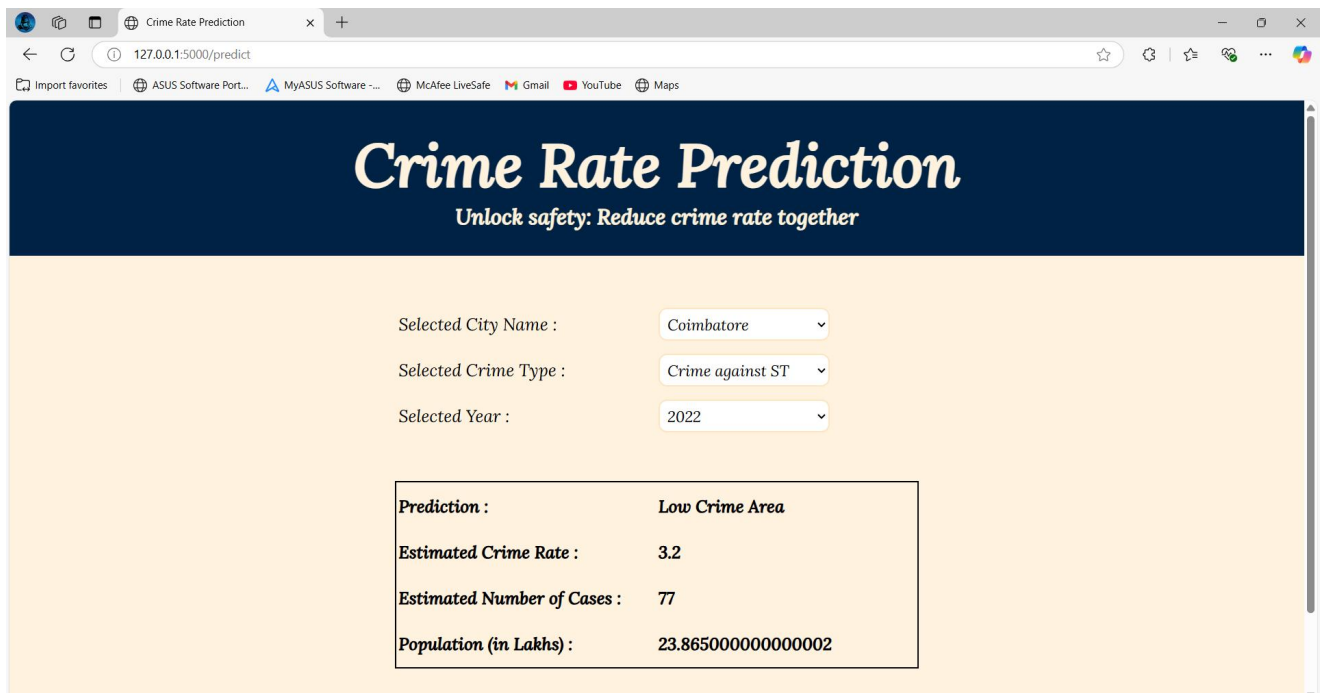 Crime Rate Prediction
127.0.0.1:5000/predict
Import favorites ASUS Software Port... MyASUS Software -... McAfee LiveSafe Gmail YouTube Maps
Crime Rate Prediction
Unlock safety: Reduce crime rate together
Selected City Name : Coimbatore
Selected Crime Type : Crime against ST
Selected Year : 2022
Prediction : Low Crime Area
Estimated Crime Rate : 3.2
Estimated Number of Cases : 77
Population (in Lakhs) : 23.865000000000002